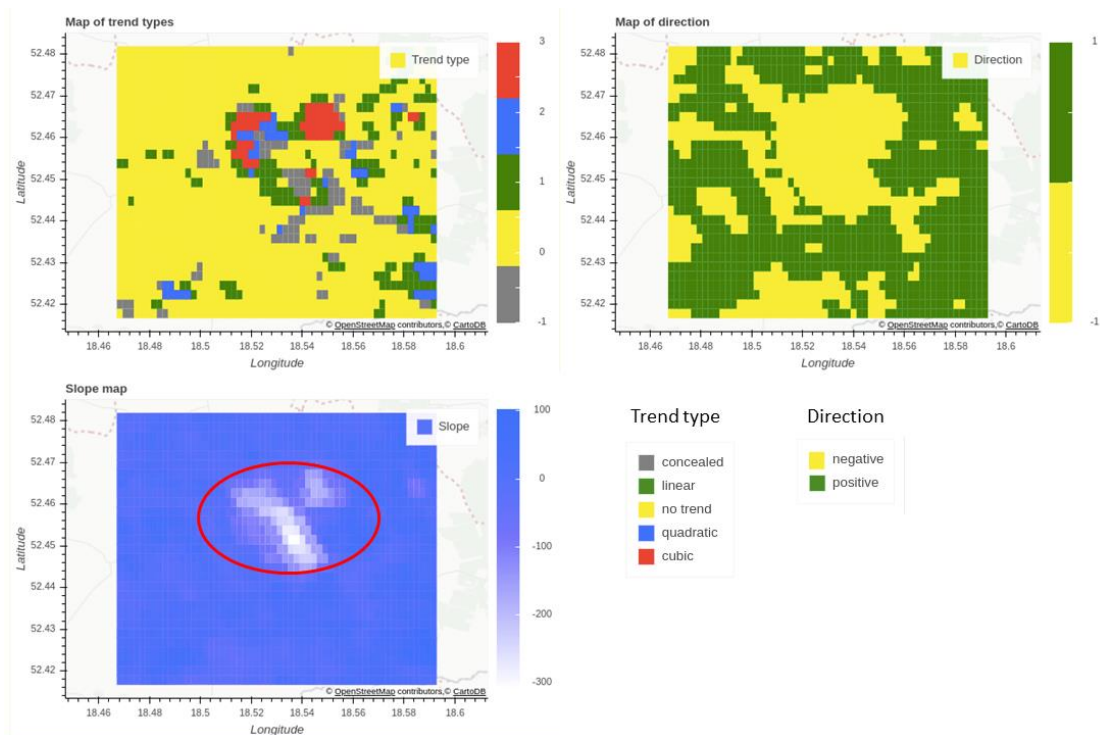 Map of trend types
52.48
52.47
52.46
52.45
52.44
52.43
52.42
Latitude
Trend type
3
2
1
0
-1
© OpenStreetMap contributors,© CartoDB
18.46 18.48 18.5 18.52 18.54 18.56 18.58 18.6
Longitude
Map of direction
52.48
52.47
52.46
52.45
52.44
52.43
52.42
Latitude
Direction
1
-1
© OpenStreetMap contributors,© CartoDB
18.46 18.48 18.5 18.52 18.54 18.56 18.58 18.6
Longitude
Slope map
52.48
52.47
52.46
52.45
52.44
52.43
52.42
Latitude
Slope
100
0
-100
-200
-300
© OpenStreetMap contributors,© CartoDB
18.46 18.48 18.5 18.52 18.54 18.56 18.58 18.6
Longitude
Trend type
concealed
linear
no trend
quadratic
cubic
Direction
negative
positive